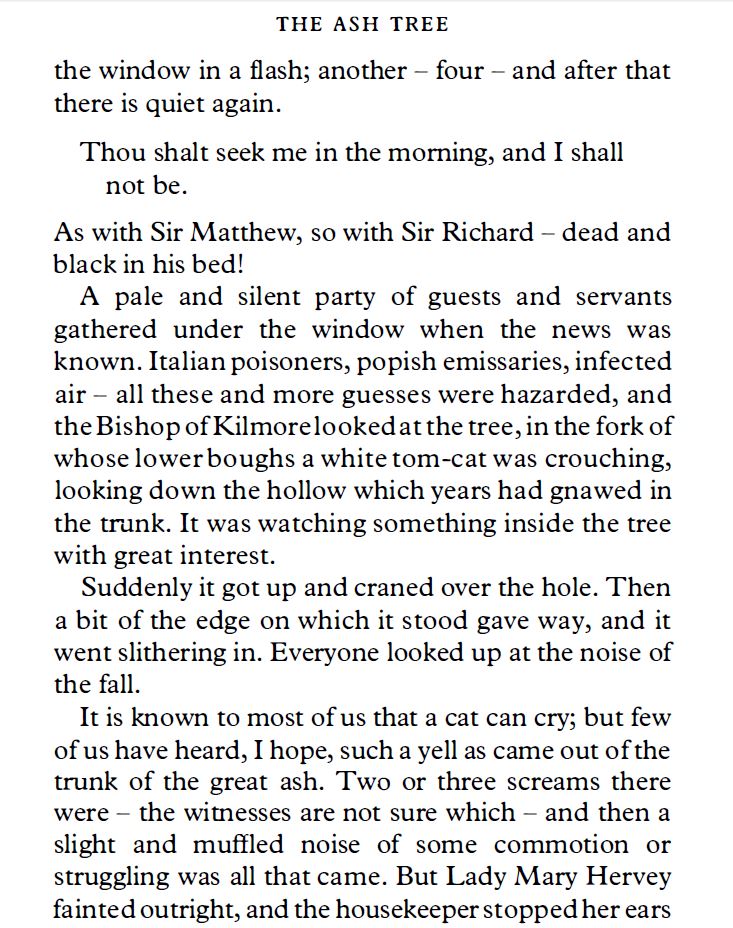 THE ASH TREE
the window in a flash; another – four – and after that
there is quiet again.
Thou shalt seek me in the morning, and I shall
not be.
As with Sir Matthew, so with Sir Richard – dead and
black in his bed!
A pale and silent party of guests and servants
gathered under the window when the news was
known. Italian poisoners, popish emissaries, infected
air – all these and more guesses were hazarded, and
the Bishop of Kilmore looked at the tree, in the fork of
whose lower boughs a white tom-cat was crouching,
looking down the hollow which years had gnawed in
the trunk. It was watching something inside the tree
with great interest.
Suddenly it got up and craned over the hole. Then
a bit of the edge on which it stood gave way, and it
went slithering in. Everyone looked up at the noise of
the fall.
It is known to most of us that a cat can cry; but few
of us have heard, I hope, such a yell as came out of the
trunk of the great ash. Two or three screams there
were – the witnesses are not sure which – and then a
slight and muffled noise of some commotion or
struggling was all that came. But Lady Mary Hervey
fainted outright, and the housekeeper stopped her ears